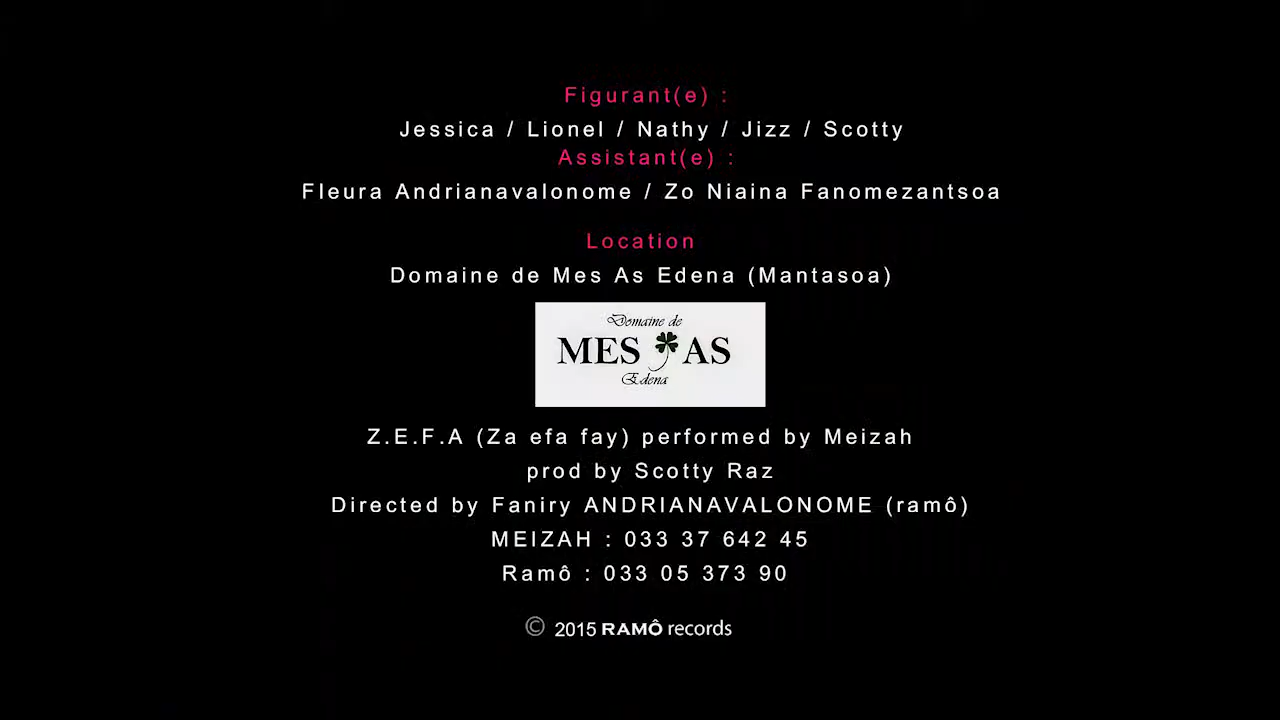 Figurant(e) :
Jessica / Lionel / Nathy / Jizz / Scotty
Assistant(e) :
Fleura Andrianavalonome / Zo Niaina Fanomezantsoa
Location
Domaine de Mes As Edena (Mantasoa)
Domaine de
MES AS
Edena
Z.E.F.A (Za efa fay) performed by Meizah
prod by Scotty Raz
Directed by Faniry ANDRIANAVALONOME (ramô)
MEIZAH : 033 37 642 45
Ramô : 033 05 373 90
© 2015 RAMÔ records